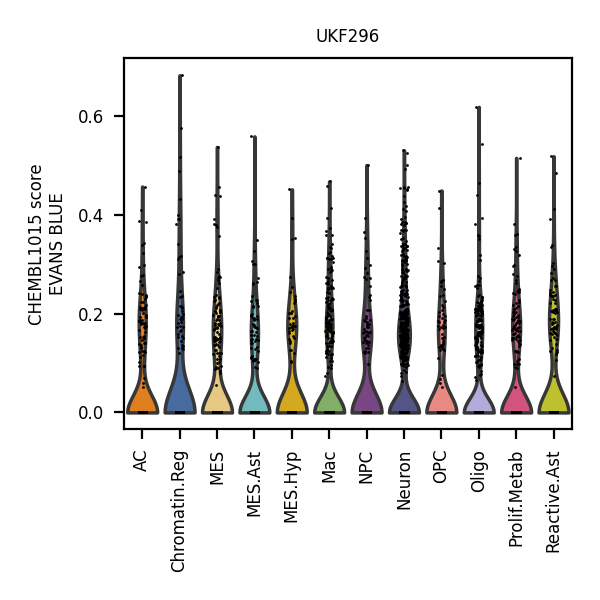 UKF296
CHEMBL1015 score
EVANS BLUE
0.6
0.4
0.2
0.0
AC
Chromatin.Reg
MES
MES.Ast
MES.Hyp
Mac
NPC
Neuron
OPC
Oligo
Prolif.Metab
Reactive.Ast